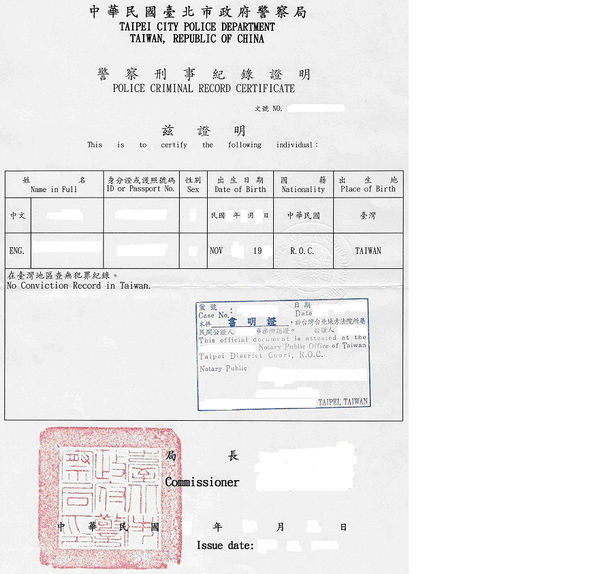 中華民國臺北市政府警察局
TAIPEI CITY POLICE DEPARTMENT
TAIWAN, REPUBLIC OF CHINA
警察刑事紀錄證明
POLICE CRIMINAL RECORD CERTIFICATE
文號 NO.
茲證明
This is to certify the following individual:
姓 名 身分證或護照號碼 性別 出生日期 國籍 出生地
Name in Full ID or Passport No. Sex Date of Birth Nationality Place of Birth
中文 民國 年 月 日 中華民國 臺灣
ENG. NOV 19 R.O.C. TAIWAN
在臺灣地區查無犯罪紀錄。
No Conviction Record in Taiwan.
案號: 日期
Case No. Date
本件 書明證 ,於台灣台北地方法院所屬
民間公證人 事務所認證。 公證人
This official document is attested at the
Notary Public Office of Taiwan
Taipei District Court, R.O.C.
Notary Public
TAIPEI, TAIWAN
局 長
Commissioner
臺北市政府警察局印
中華民國 年 月 日
Issue date: